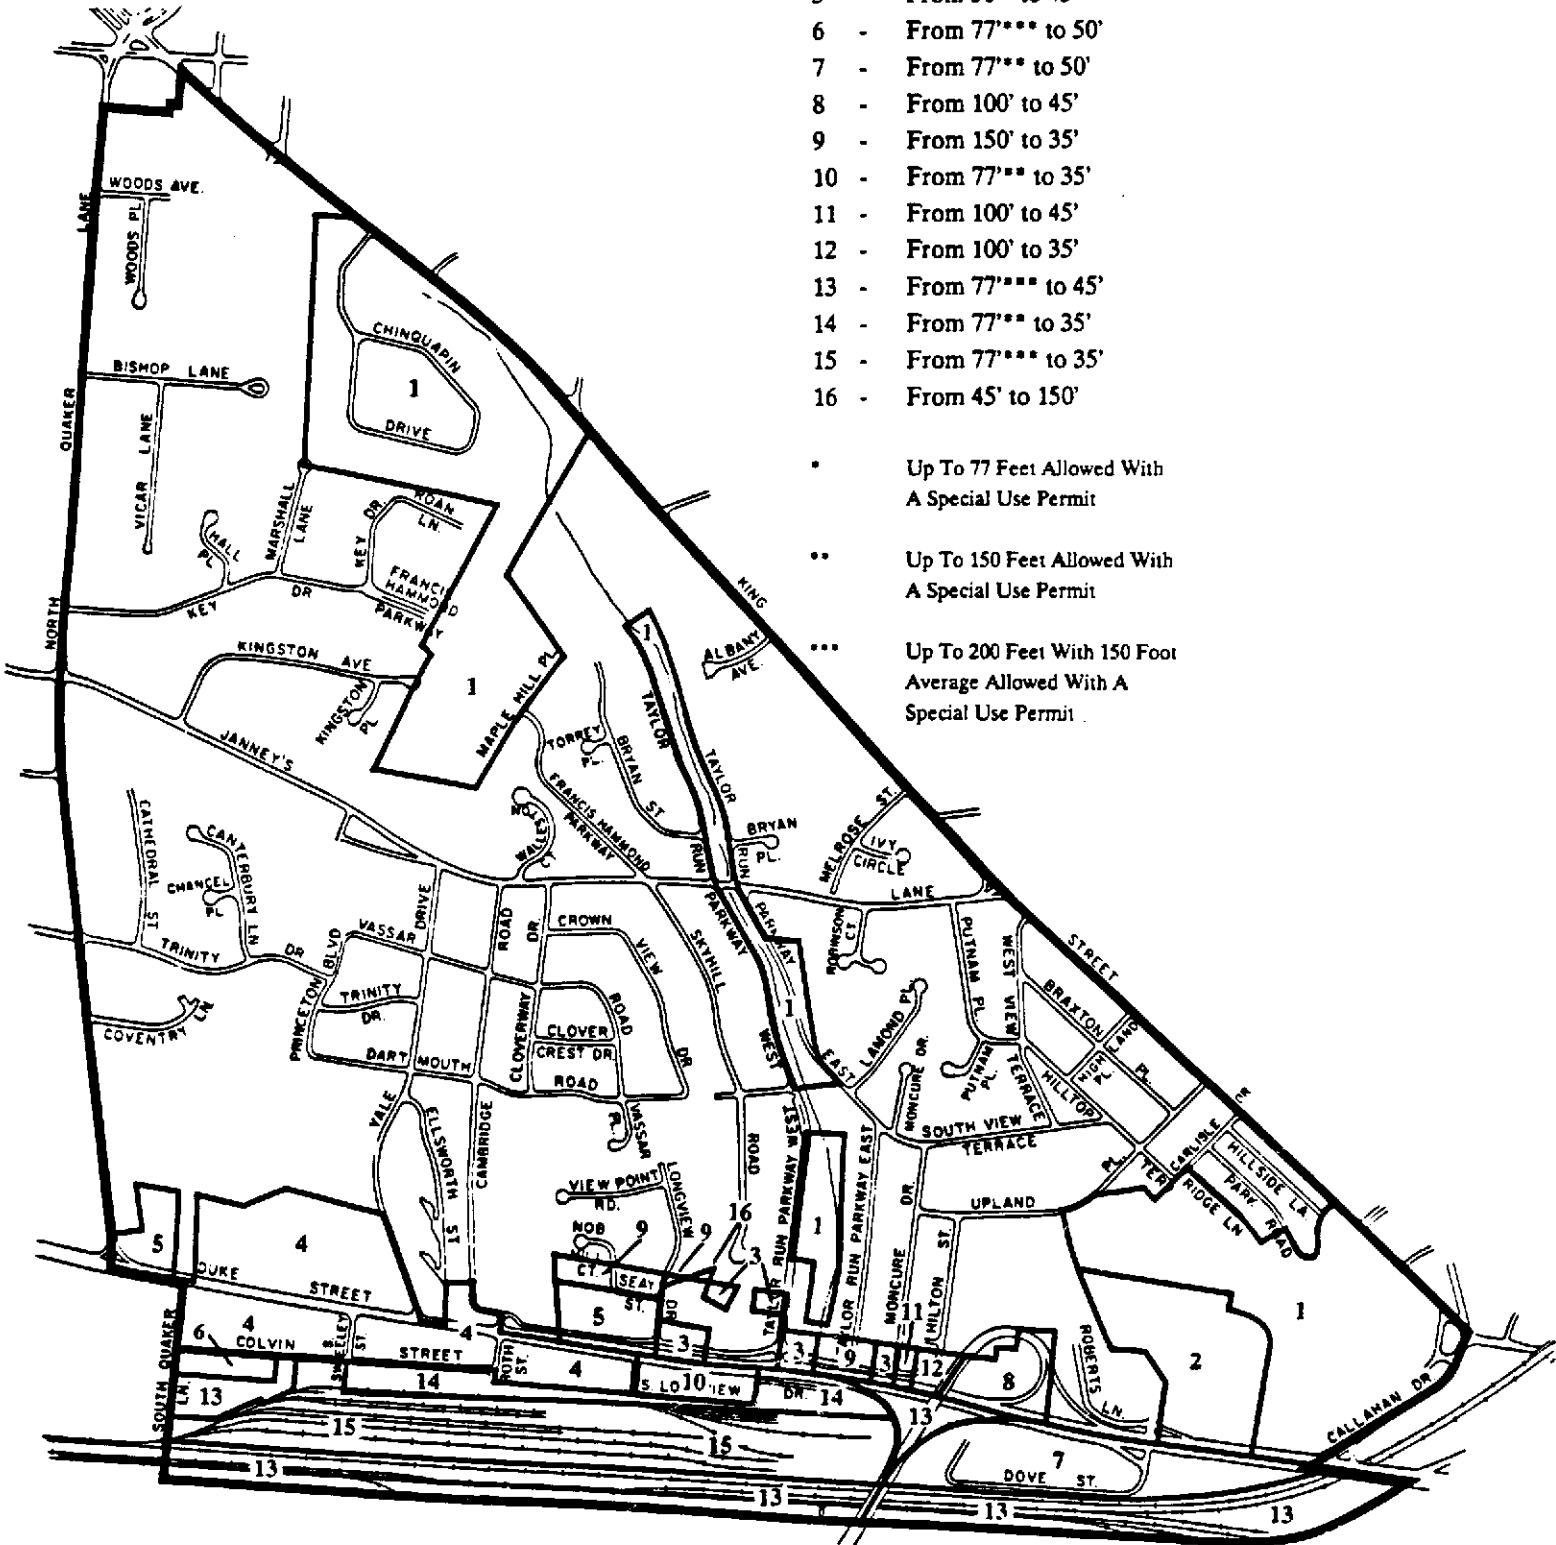 6 - From 77'*** to 50'
7 - From 77'** to 50'
8 - From 100' to 45'
9 - From 150' to 35'
10 - From 77'** to 35'
11 - From 100' to 45'
12 - From 100' to 35'
13 - From 77'*** to 45'
14 - From 77'** to 35'
15 - From 77'*** to 35'
16 - From 45' to 150'
* Up To 77 Feet Allowed With
A Special Use Permit
** Up To 150 Feet Allowed With
A Special Use Permit
*** Up To 200 Feet With 150 Foot
Average Allowed With A
Special Use Permit
WOODS AVE.
WOODS PL
NORTH QUAKER LANE
CHINQUAPIN DRIVE
1
BISHOP LANE
VICAR LANE
MARSHALL LANE
ROAN LN.
KEY DR.
HALL PL
FRANCIS HAMMOND PARKWAY
KEY DR
KING STREET
1
ALBANY AVE.
KINGSTON AVE
KINGSTON PL
1
MAPLE HILL PL
TAYLOR RUN PARKWAY WEST
TAYLOR RUN PARKWAY EAST
JANNEY'S LANE
TORREY PL.
BRYAN ST.
FRANCIS HAMMOND PARKWAY
CATHEDRAL ST
CANTERBURY LN
CHANCEL PL
BRYAN PL.
MELROSE ST.
IVY CIRCLE
TRINITY DR
PRINCETON BLVD
VASSAR DRIVE
ROAD
CROWN VIEW DR
SKYHILL ROAD
ROBINSON CT.
PUTNAM PL.
WEST VIEW TERRACE
BRAXTON PL.
HIGHLAND PL.
COVENTRY LN
TRINITY DR.
CLOVERWAY DR.
CLOVER ROAD
CREST DR.
1
LAMOND PL
DARTMOUTH ROAD
MONCURE DR.
PUTNAM PL.
HILLTOP TER
YALE
ELLSWORTH ST
CAMBRIDGE
VASSAR PL.
SOUTH VIEW TERRACE
CARLISLE
HILLSIDE LA
PARK ROAD
RIDGE LN
VIEW POINT RD.
LONGVIEW DR
16
UPLAND PL.
5
4
NOB
CT.
9
9
3
1
TAYLOR RUN PARKWAY WEST
TAYLOR RUN PARKWAY EAST
MONCURE DR.
HILTON ST.
11
1
DUKE STREET
SEAY ST.
5
2
SOUTH QUAKER LN.
4
COLVIN STREET
6
4
ROTH ST.
3
3
9
3
12
8
ROBERTS LN.
13
14
4
10
DR.
14
13
CALLAHAN DR
15
15
7
DOVE ST.
13
13
13
13